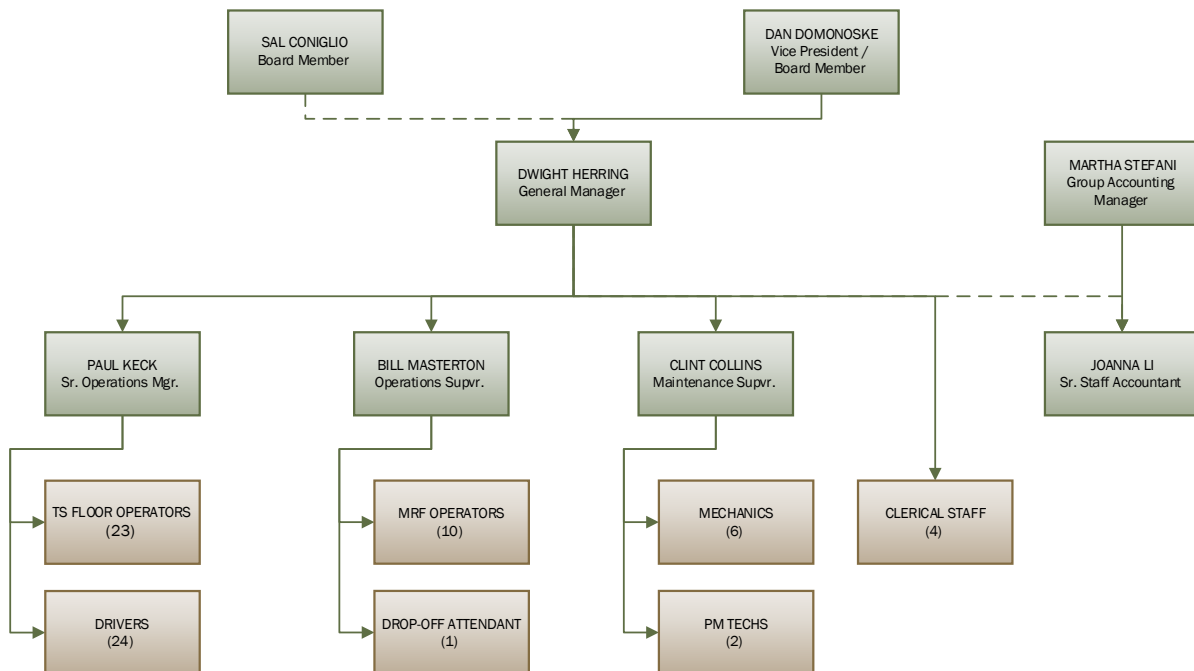 SAL CONIGLIO
Board Member
DAN DOMONOSKE
Vice President /
Board Member
DWIGHT HERRING
General Manager
MARTHA STEFANI
Group Accounting
Manager
PAUL KECK
Sr. Operations Mgr.
BILL MASTERTON
Operations Supvr.
CLINT COLLINS
Maintenance Supvr.
JOANNA LI
Sr. Staff Accountant
TS FLOOR OPERATORS
(23)
MRF OPERATORS
(10)
MECHANICS
(6)
CLERICAL STAFF
(4)
DRIVERS
(24)
DROP-OFF ATTENDANT
(1)
PM TECHS
(2)